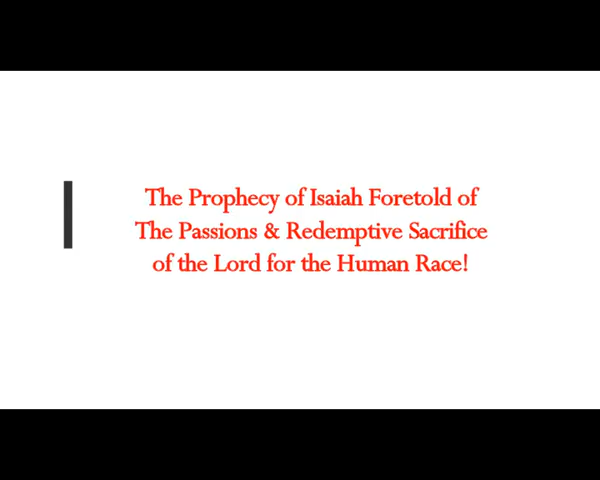 The Prophecy of Isaiah Foretold of
The Passions & Redemptive Sacrifice
of the Lord for the Human Race!